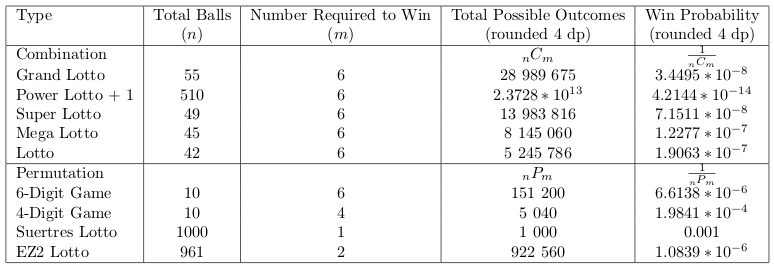 Type Total Balls Number Required to Win Total Possible Outcomes Win Probability
(n) (m) (rounded 4 dp) (rounded 4 dp)
Combination nCm 1/nCm
Grand Lotto 55 6 28 989 675 3.4495 * 10^−8
Power Lotto + 1 510 6 2.3728 * 10^13 4.2144 * 10^−14
Super Lotto 49 6 13 983 816 7.1511 * 10^−8
Mega Lotto 45 6 8 145 060 1.2277 * 10^−7
Lotto 42 6 5 245 786 1.9063 * 10^−7
Permutation nPm 1/nPm
6-Digit Game 10 6 151 200 6.6138 * 10^−6
4-Digit Game 10 4 5 040 1.9841 * 10^−4
Suertres Lotto 1000 1 1 000 0.001
EZ2 Lotto 961 2 922 560 1.0839 * 10^−6